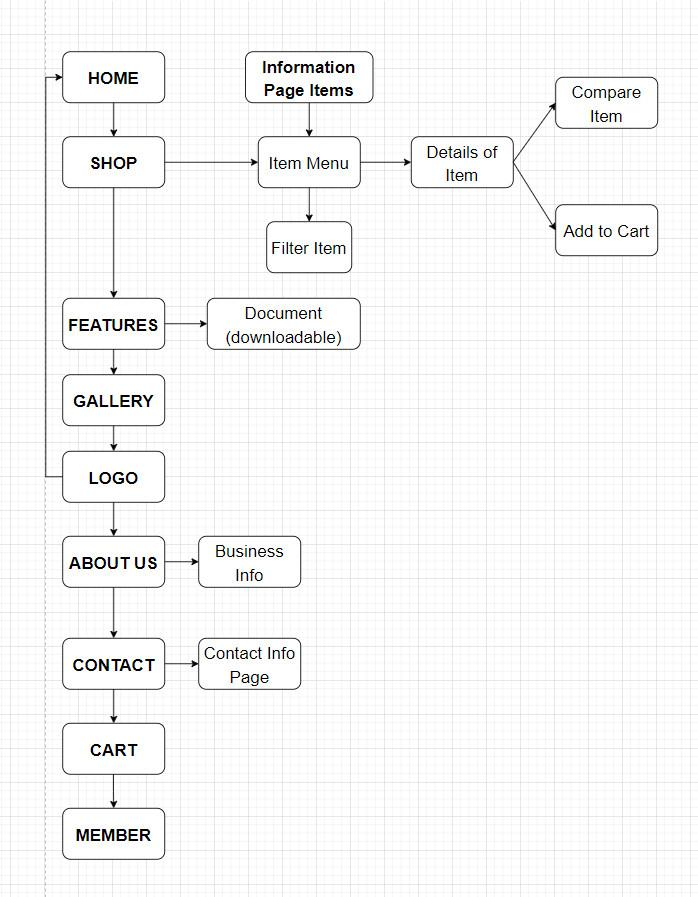 HOME
Information
Page Items
Compare
Item
SHOP
Item Menu
Details of
Item
Filter Item
Add to Cart
FEATURES
Document
(downloadable)
GALLERY
LOGO
ABOUT US
Business
Info
CONTACT
Contact Info
Page
CART
MEMBER